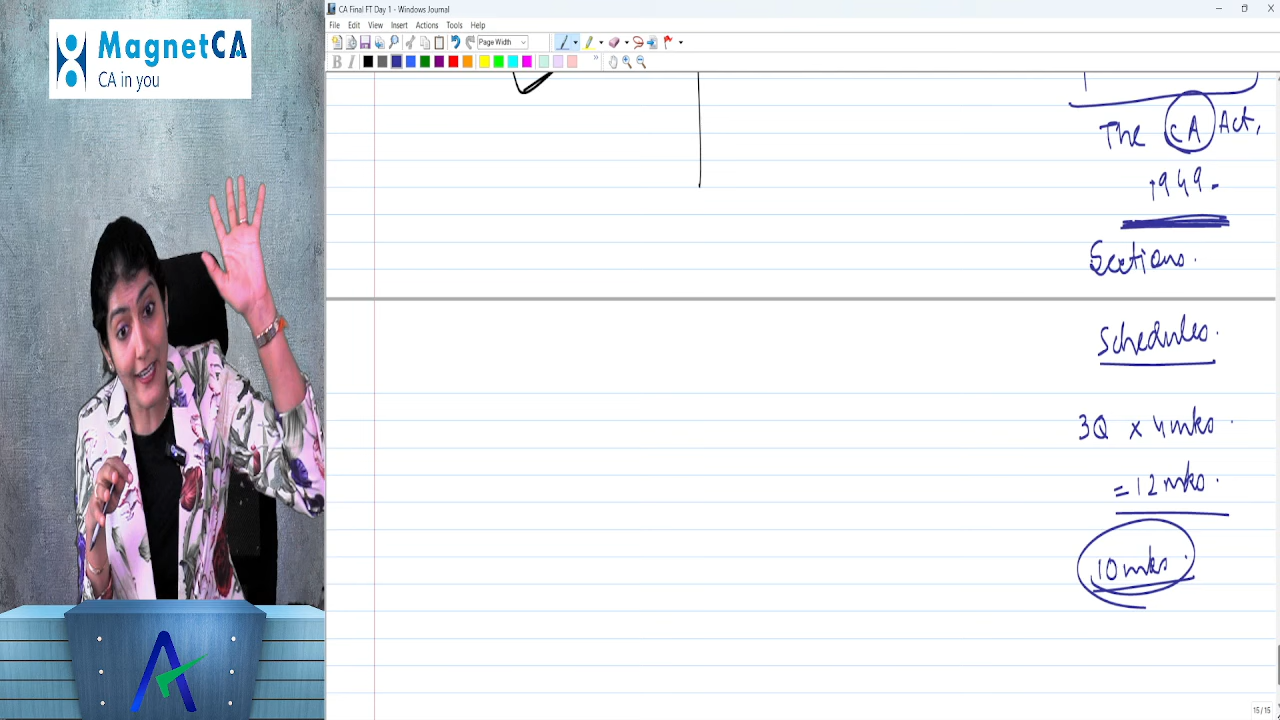 MagnetCA
CA in you
CA Final FT Day 1 - Windows Journal
File Edit View Insert Actions Tools Help
Page Width
B I
The CA Act,
1949.
Sections.
Schedules.
3Q x 4mks.
= 12 mks.
10 mks.
15 / 15